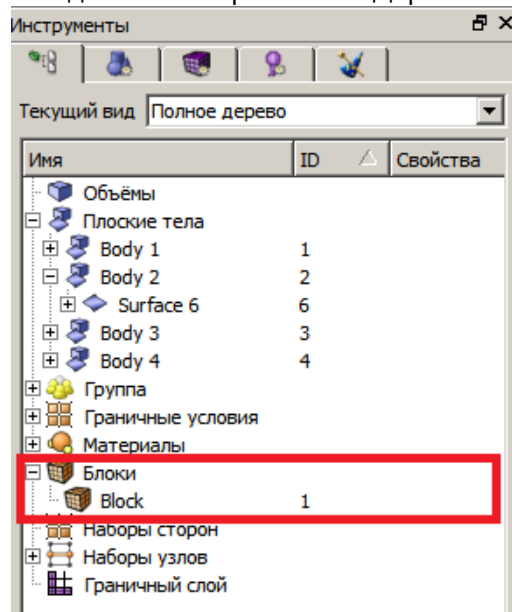 Инструменты
Текущий вид Полное дерево
Имя ID Свойства
Объёмы
Плоские тела
Body 1 1
Body 2 2
Surface 6 6
Body 3 3
Body 4 4
Группа
Граничные условия
Материалы
Блоки
Block 1
Наборы сторон
Наборы узлов
Граничный слой